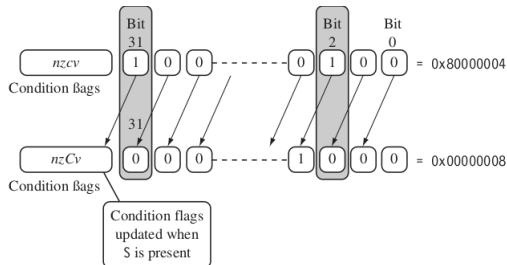 Bit Bit Bit
31 2 0
nzcv 1 0 0 0 1 0 0 = 0x80000004
Condition ßags
31
nzCv 0 0 0 1 0 0 0 = 0x00000008
Condition ßags
Condition flags
updated when
S is present